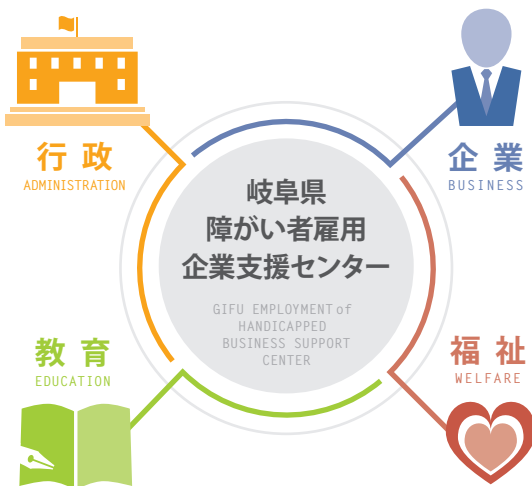 行政
ADMINISTRATION
企業
BUSINESS
岐阜県
障がい者雇用
企業支援センター
GIFU EMPLOYMENT of
HANDICAPPED
BUSINESS SUPPORT
CENTER
教育
EDUCATION
福祉
WELFARE